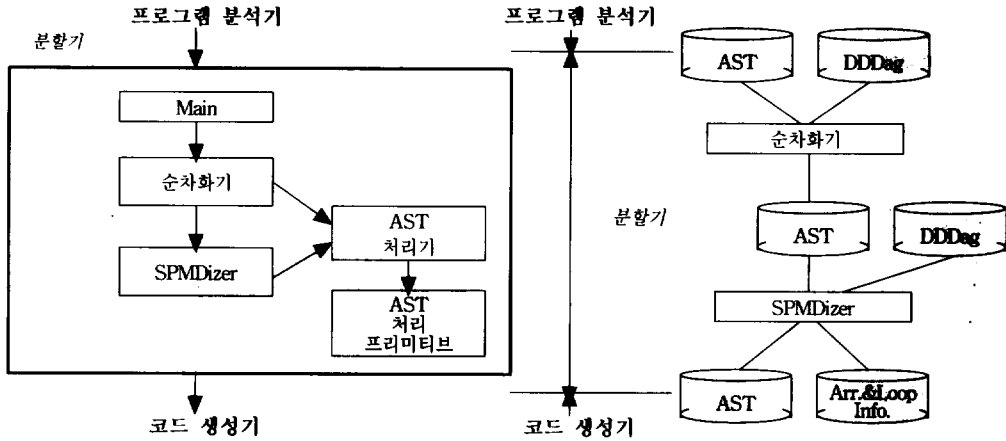 프로그램 분석기
분할기
Main
순차화기
SPMDizer
AST
처리기
AST
처리
프리미티브
코드 생성기
프로그램 분석기
AST
DDDag
순차화기
분할기
AST
DDDag
SPMDizer
AST
Arr.&Loop
Info.
코드 생성기